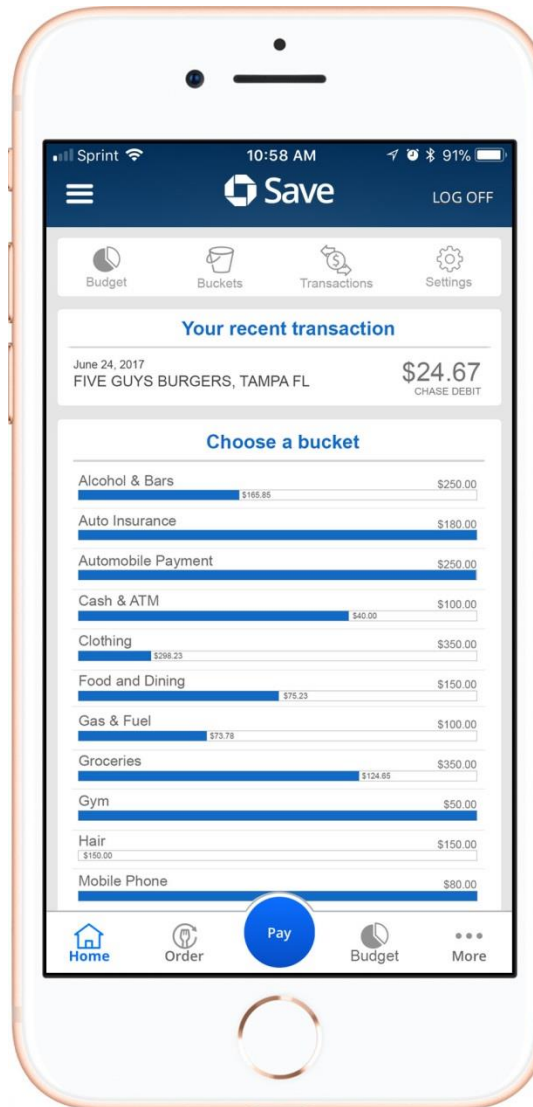 Sprint 10:58 AM 91%
Save LOG OFF
Budget Buckets Transactions Settings
Your recent transaction
June 24, 2017
FIVE GUYS BURGERS, TAMPA FL $24.67
CHASE DEBIT
Choose a bucket
Alcohol & Bars $250.00
$165.85
Auto Insurance $180.00
Automobile Payment $250.00
Cash & ATM $100.00
$40.00
Clothing $350.00
$298.23
Food and Dining $150.00
$75.23
Gas & Fuel $100.00
$73.78
Groceries $350.00
$124.65
Gym $50.00
Hair $150.00
$150.00
Mobile Phone $80.00
Home Order Pay Budget More